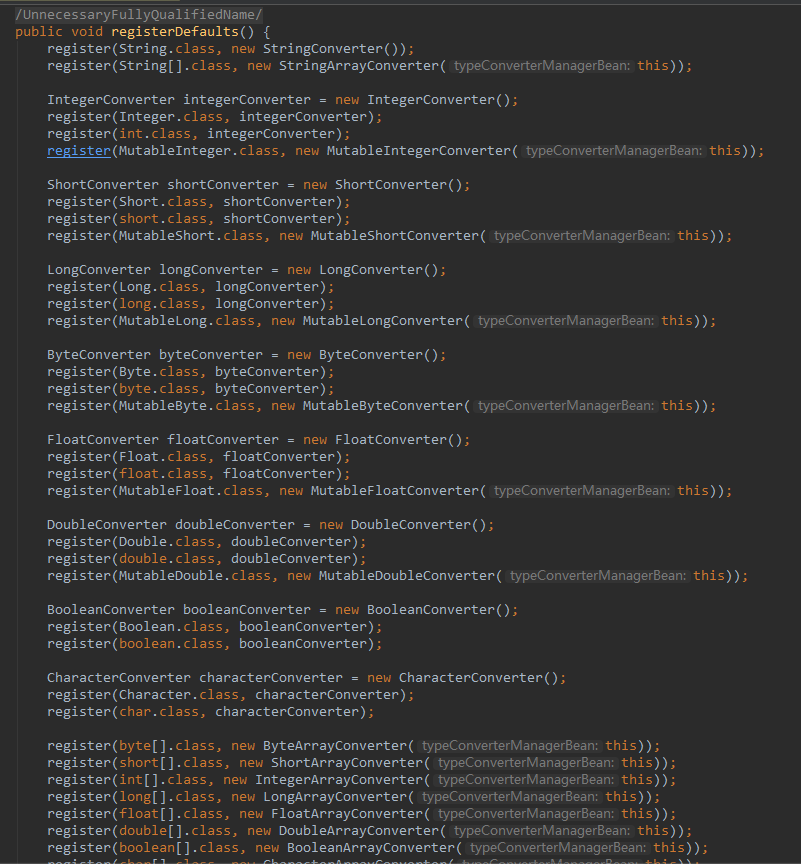 /UnnecessaryFullyQualifiedName/
public void registerDefaults() {
register(String.class, new StringConverter());
register(String[].class, new StringArrayConverter( typeConverterManagerBean: this));
IntegerConverter integerConverter = new IntegerConverter();
register(Integer.class, integerConverter);
register(int.class, integerConverter);
register(MutableInteger.class, new MutableIntegerConverter( typeConverterManagerBean: this));
ShortConverter shortConverter = new ShortConverter();
register(Short.class, shortConverter);
register(short.class, shortConverter);
register(MutableShort.class, new MutableShortConverter( typeConverterManagerBean: this));
LongConverter longConverter = new LongConverter();
register(Long.class, longConverter);
register(long.class, longConverter);
register(MutableLong.class, new MutableLongConverter( typeConverterManagerBean: this));
ByteConverter byteConverter = new ByteConverter();
register(Byte.class, byteConverter);
register(byte.class, byteConverter);
register(MutableByte.class, new MutableByteConverter( typeConverterManagerBean: this));
FloatConverter floatConverter = new FloatConverter();
register(Float.class, floatConverter);
register(float.class, floatConverter);
register(MutableFloat.class, new MutableFloatConverter( typeConverterManagerBean: this));
DoubleConverter doubleConverter = new DoubleConverter();
register(Double.class, doubleConverter);
register(double.class, doubleConverter);
register(MutableDouble.class, new MutableDoubleConverter( typeConverterManagerBean: this));
BooleanConverter booleanConverter = new BooleanConverter();
register(Boolean.class, booleanConverter);
register(boolean.class, booleanConverter);
CharacterConverter characterConverter = new CharacterConverter();
register(Character.class, characterConverter);
register(char.class, characterConverter);
register(byte[].class, new ByteArrayConverter( typeConverterManagerBean: this));
register(short[].class, new ShortArrayConverter( typeConverterManagerBean: this));
register(int[].class, new IntegerArrayConverter( typeConverterManagerBean: this));
register(long[].class, new LongArrayConverter( typeConverterManagerBean: this));
register(float[].class, new FloatArrayConverter( typeConverterManagerBean: this));
register(double[].class, new DoubleArrayConverter( typeConverterManagerBean: this));
register(boolean[].class, new BooleanArrayConverter( typeConverterManagerBean: this));